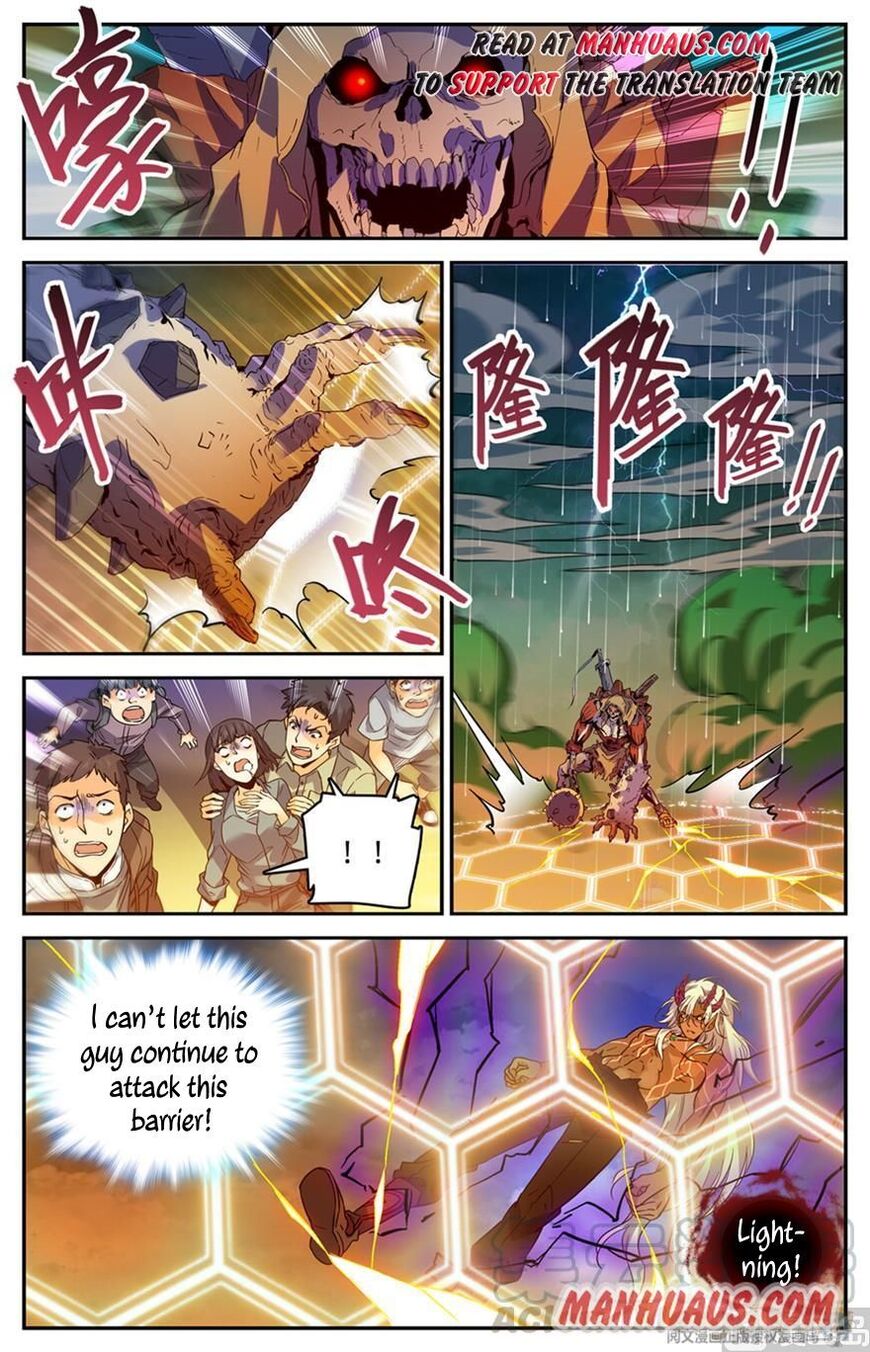 READ AT MANHUAUS.COM
TO SUPPORT THE TRANSLATION TEAM
嚎!!
咔
咚
隆隆隆!!
! !
I can't let this
guy continue to
attack this
barrier!
Light-
ning!
MANHUAUS.COM